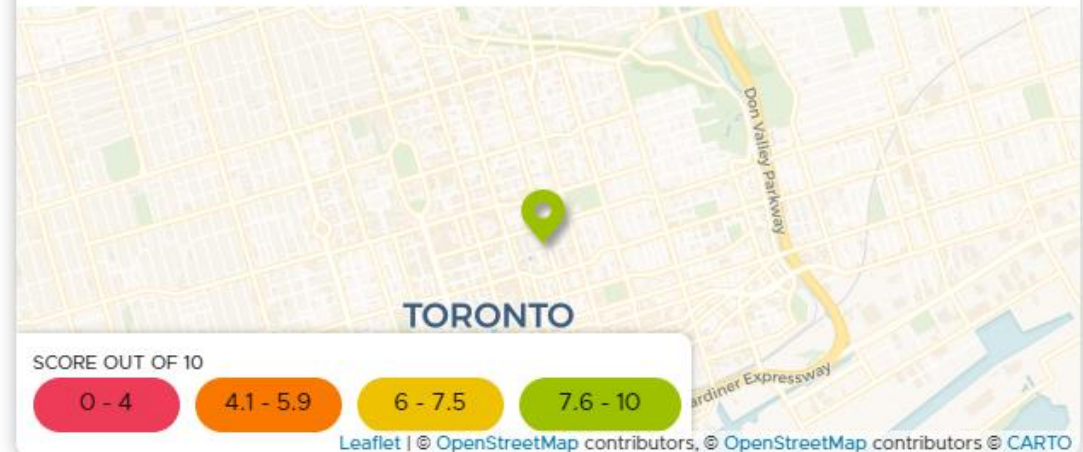 Don Valley Parkway
TORONTO
SCORE OUT OF 10
0 - 4
4.1 - 5.9
6 - 7.5
7.6 - 10
ardiner Expressway
Leaflet | © OpenStreetMap contributors, © OpenStreetMap contributors © CARTO